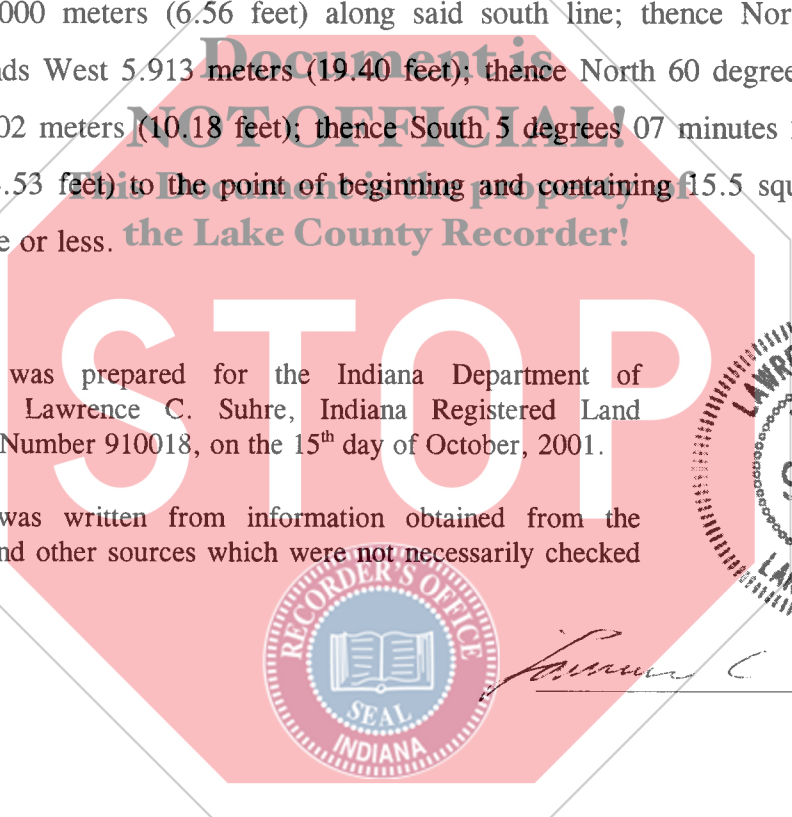 000 meters (6.56 feet) along said south line; thence Nor
nds West 5.913 meters (19.40 feet); thence North 60 degree
02 meters (10.18 feet); thence South 5 degrees 07 minutes
.53 feet) to the point of beginning and containing 15.5 squ
e or less.
Document is
NOT OFFICIAL!
This Document is the property of
the Lake County Recorder!
STOP
was prepared for the Indiana Department of
Lawrence C. Suhre, Indiana Registered Land
Number 910018, on the 15th day of October, 2001.
was written from information obtained from the
nd other sources which were not necessarily checked
RECORDER'S OFFICE
SEAL
INDIANA
LAWRE
LAN